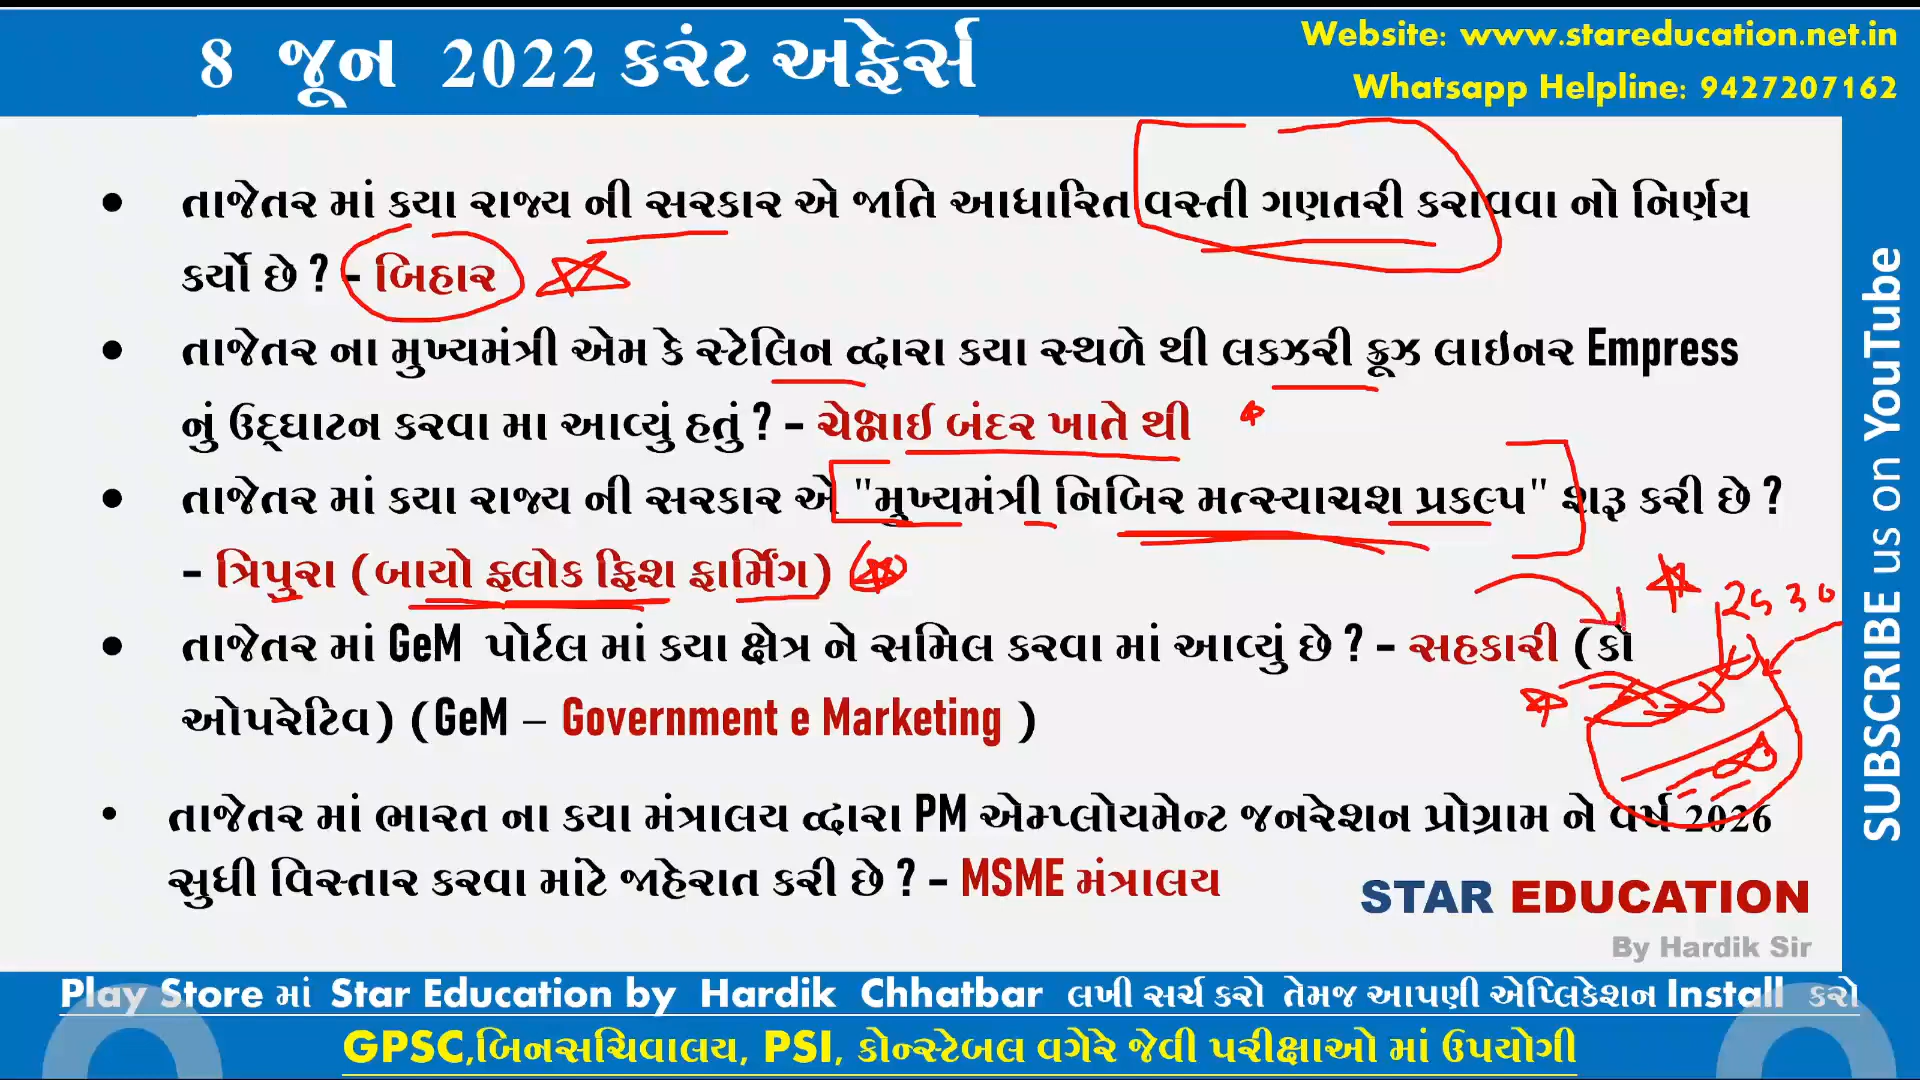 8 જૂન 2022 કરંટ અફેર્સ
Website: www.stareducation.net.in
Whatsapp Helpline: 9427207162
• તાજેતર માં કયા રાજ્ય ની સરકાર એ જાતિ આધારિત વસ્તી ગણતરી કરાવવા નો નિર્ણય
કર્યો છે ? - બિહાર
• તાજેતર ના મુખ્યમંત્રી એમ કે સ્ટેલિન દ્વારા કયા સ્થળે થી લકઝરી ક્રૂઝ લાઇનર Empress
નું ઉદ્ઘાટન કરવા મા આવ્યું હતું ? – ચેન્નાઈ બંદર ખાતે થી
• તાજેતર માં કયા રાજ્ય ની સરકાર એ "મુખ્યમંત્રી નિબિર મત્સ્યાચશ પ્રકલ્પ" શરૂ કરી છે ?
– ત્રિપુરા (બાયો ફ્લોક ફિશ ફાર્મિંગ)
2030
• તાજેતર માં GeM પોર્ટલ માં કયા ક્ષેત્ર ને સમિલ કરવા માં આવ્યું છે ? – સહકારી (કો
ઓપરેટિવ) (GeM – Government e Marketing )
• તાજેતર માં ભારત ના કયા મંત્રાલય દ્વારા PM એમ્પ્લોયમેન્ટ જનરેશન પ્રોગ્રામ ને વર્ષ 2026
સુધી વિસ્તાર કરવા માટે જાહેરાત કરી છે ? – MSME મંત્રાલય
STAR EDUCATION
By Hardik Sir
SUBSCRIBE us on YouTube
Play Store માં Star Education by Hardik Chhatbar લખી સર્ચ કરો તેમજ આપણી એપ્લિકેશન Install કરો
GPSC,બિનસચિવાલય, PSI, કોન્સ્ટેબલ વગેરે જેવી પરીક્ષાઓ માં ઉપયોગી